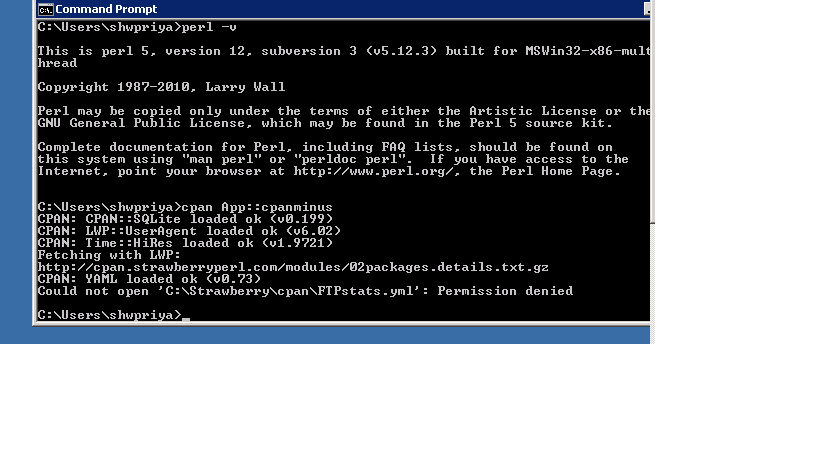 Command Prompt
C:\Users\shwpriya>perl -v
This is perl 5, version 12, subversion 3 (v5.12.3) built for MSWin32-x86-mult
hread
Copyright 1987-2010, Larry Wall
Perl may be copied only under the terms of either the Artistic License or the
GNU General Public License, which may be found in the Perl 5 source kit.
Complete documentation for Perl, including FAQ lists, should be found on
this system using "man perl" or "perldoc perl".  If you have access to the
Internet, point your browser at http://www.perl.org/, the Perl Home Page.
C:\Users\shwpriya>cpan App::cpanminus
CPAN: CPAN::SQLite loaded ok (v0.199)
CPAN: LWP::UserAgent loaded ok (v6.02)
CPAN: Time::HiRes loaded ok (v1.9721)
Fetching with LWP:
http://cpan.strawberryperl.com/modules/02packages.details.txt.gz
CPAN: YAML loaded ok (v0.73)
Could not open 'C:\Strawberry\cpan\FTPstats.yml': Permission denied
C:\Users\shwpriya>_